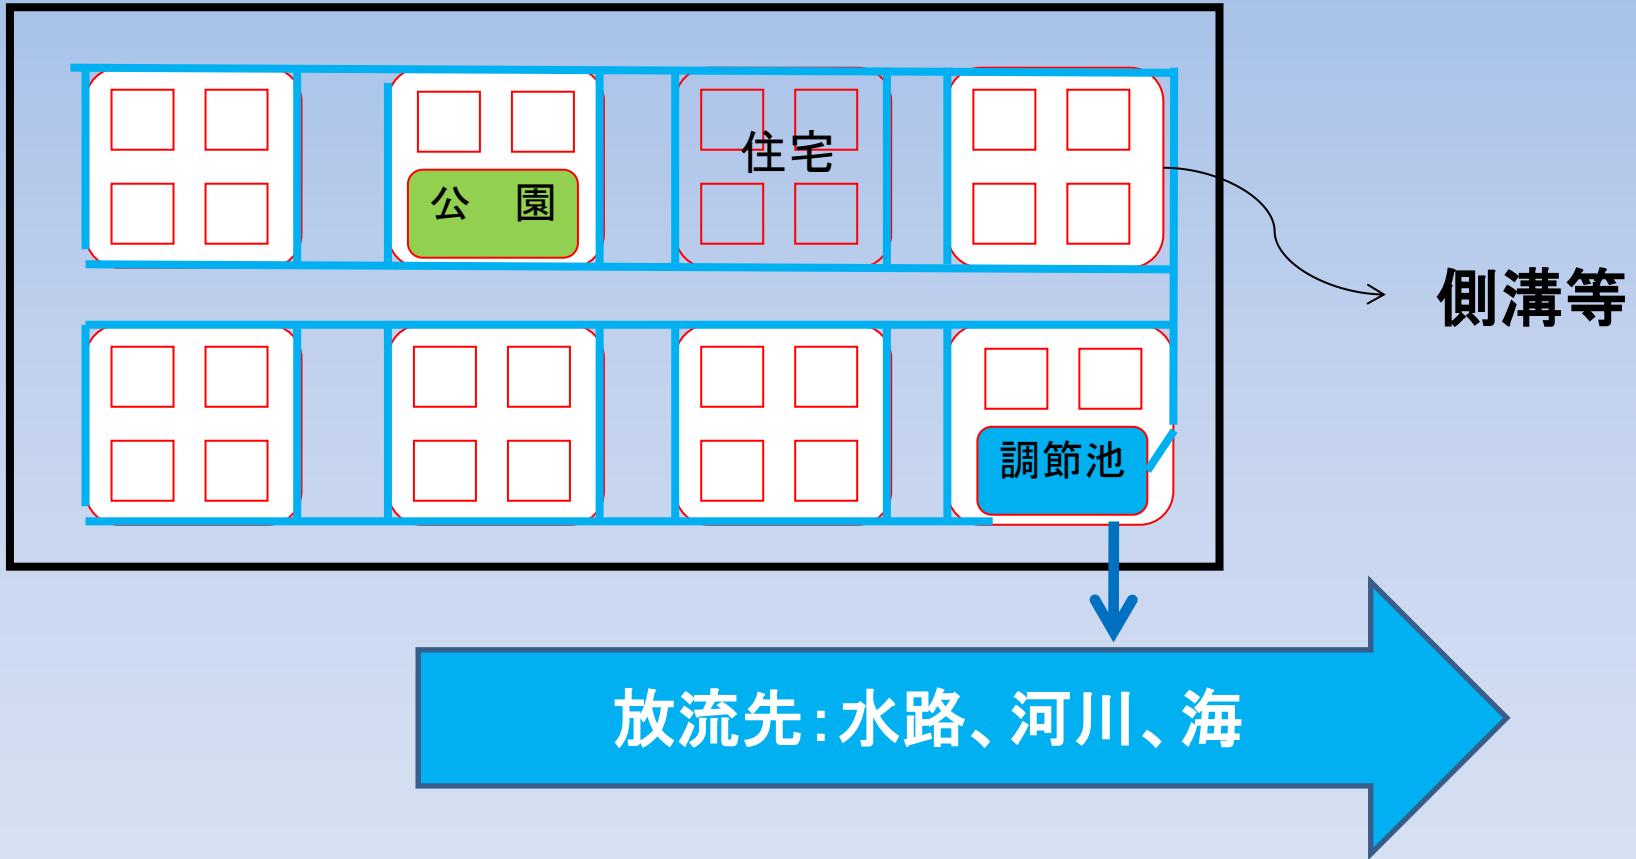 住宅
公　園
側溝等
調節池
放流先：水路、河川、海